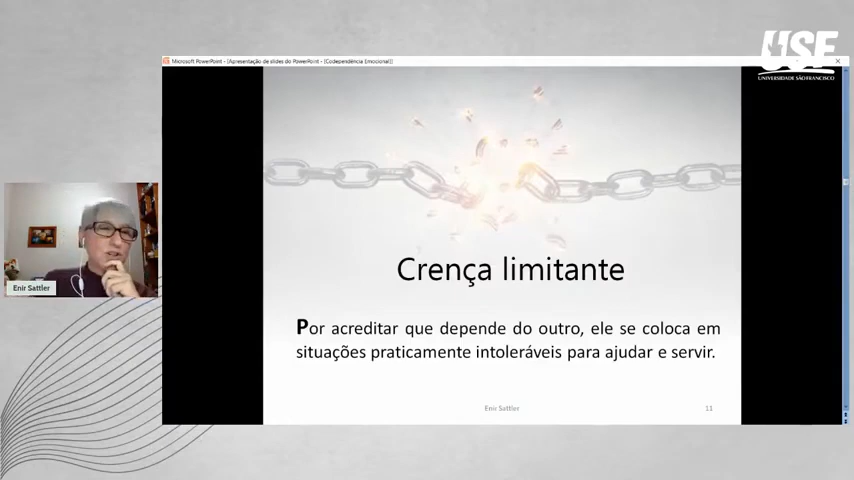 USF
UNIVERSIDADE SÃO FRANCISCO
Microsoft PowerPoint - [Apresentação de slides do PowerPoint - [Codependência Emocional]]
Crença limitante
Por acreditar que depende do outro, ele se coloca em
situações praticamente intoleráveis para ajudar e servir.
Enir Sattler
Enir Sattler
11